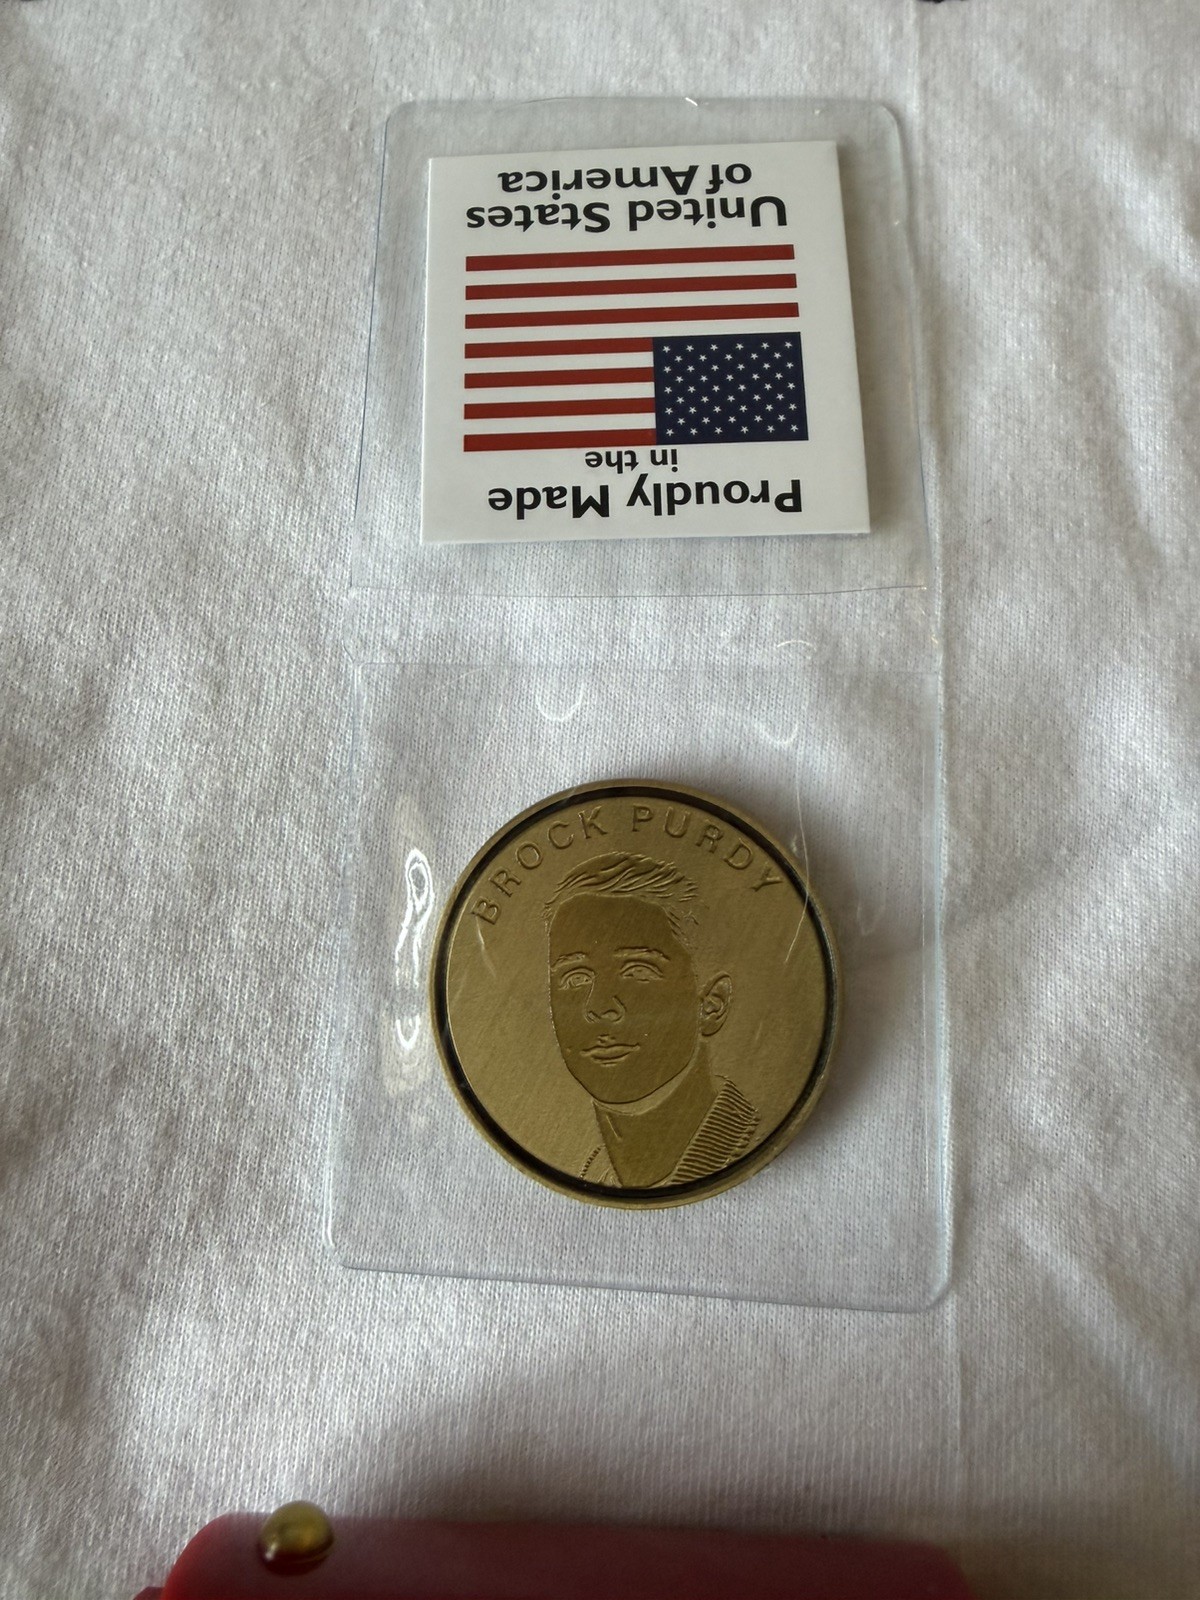 Proudly Made
in the
United States
of America
BROCK PURDY